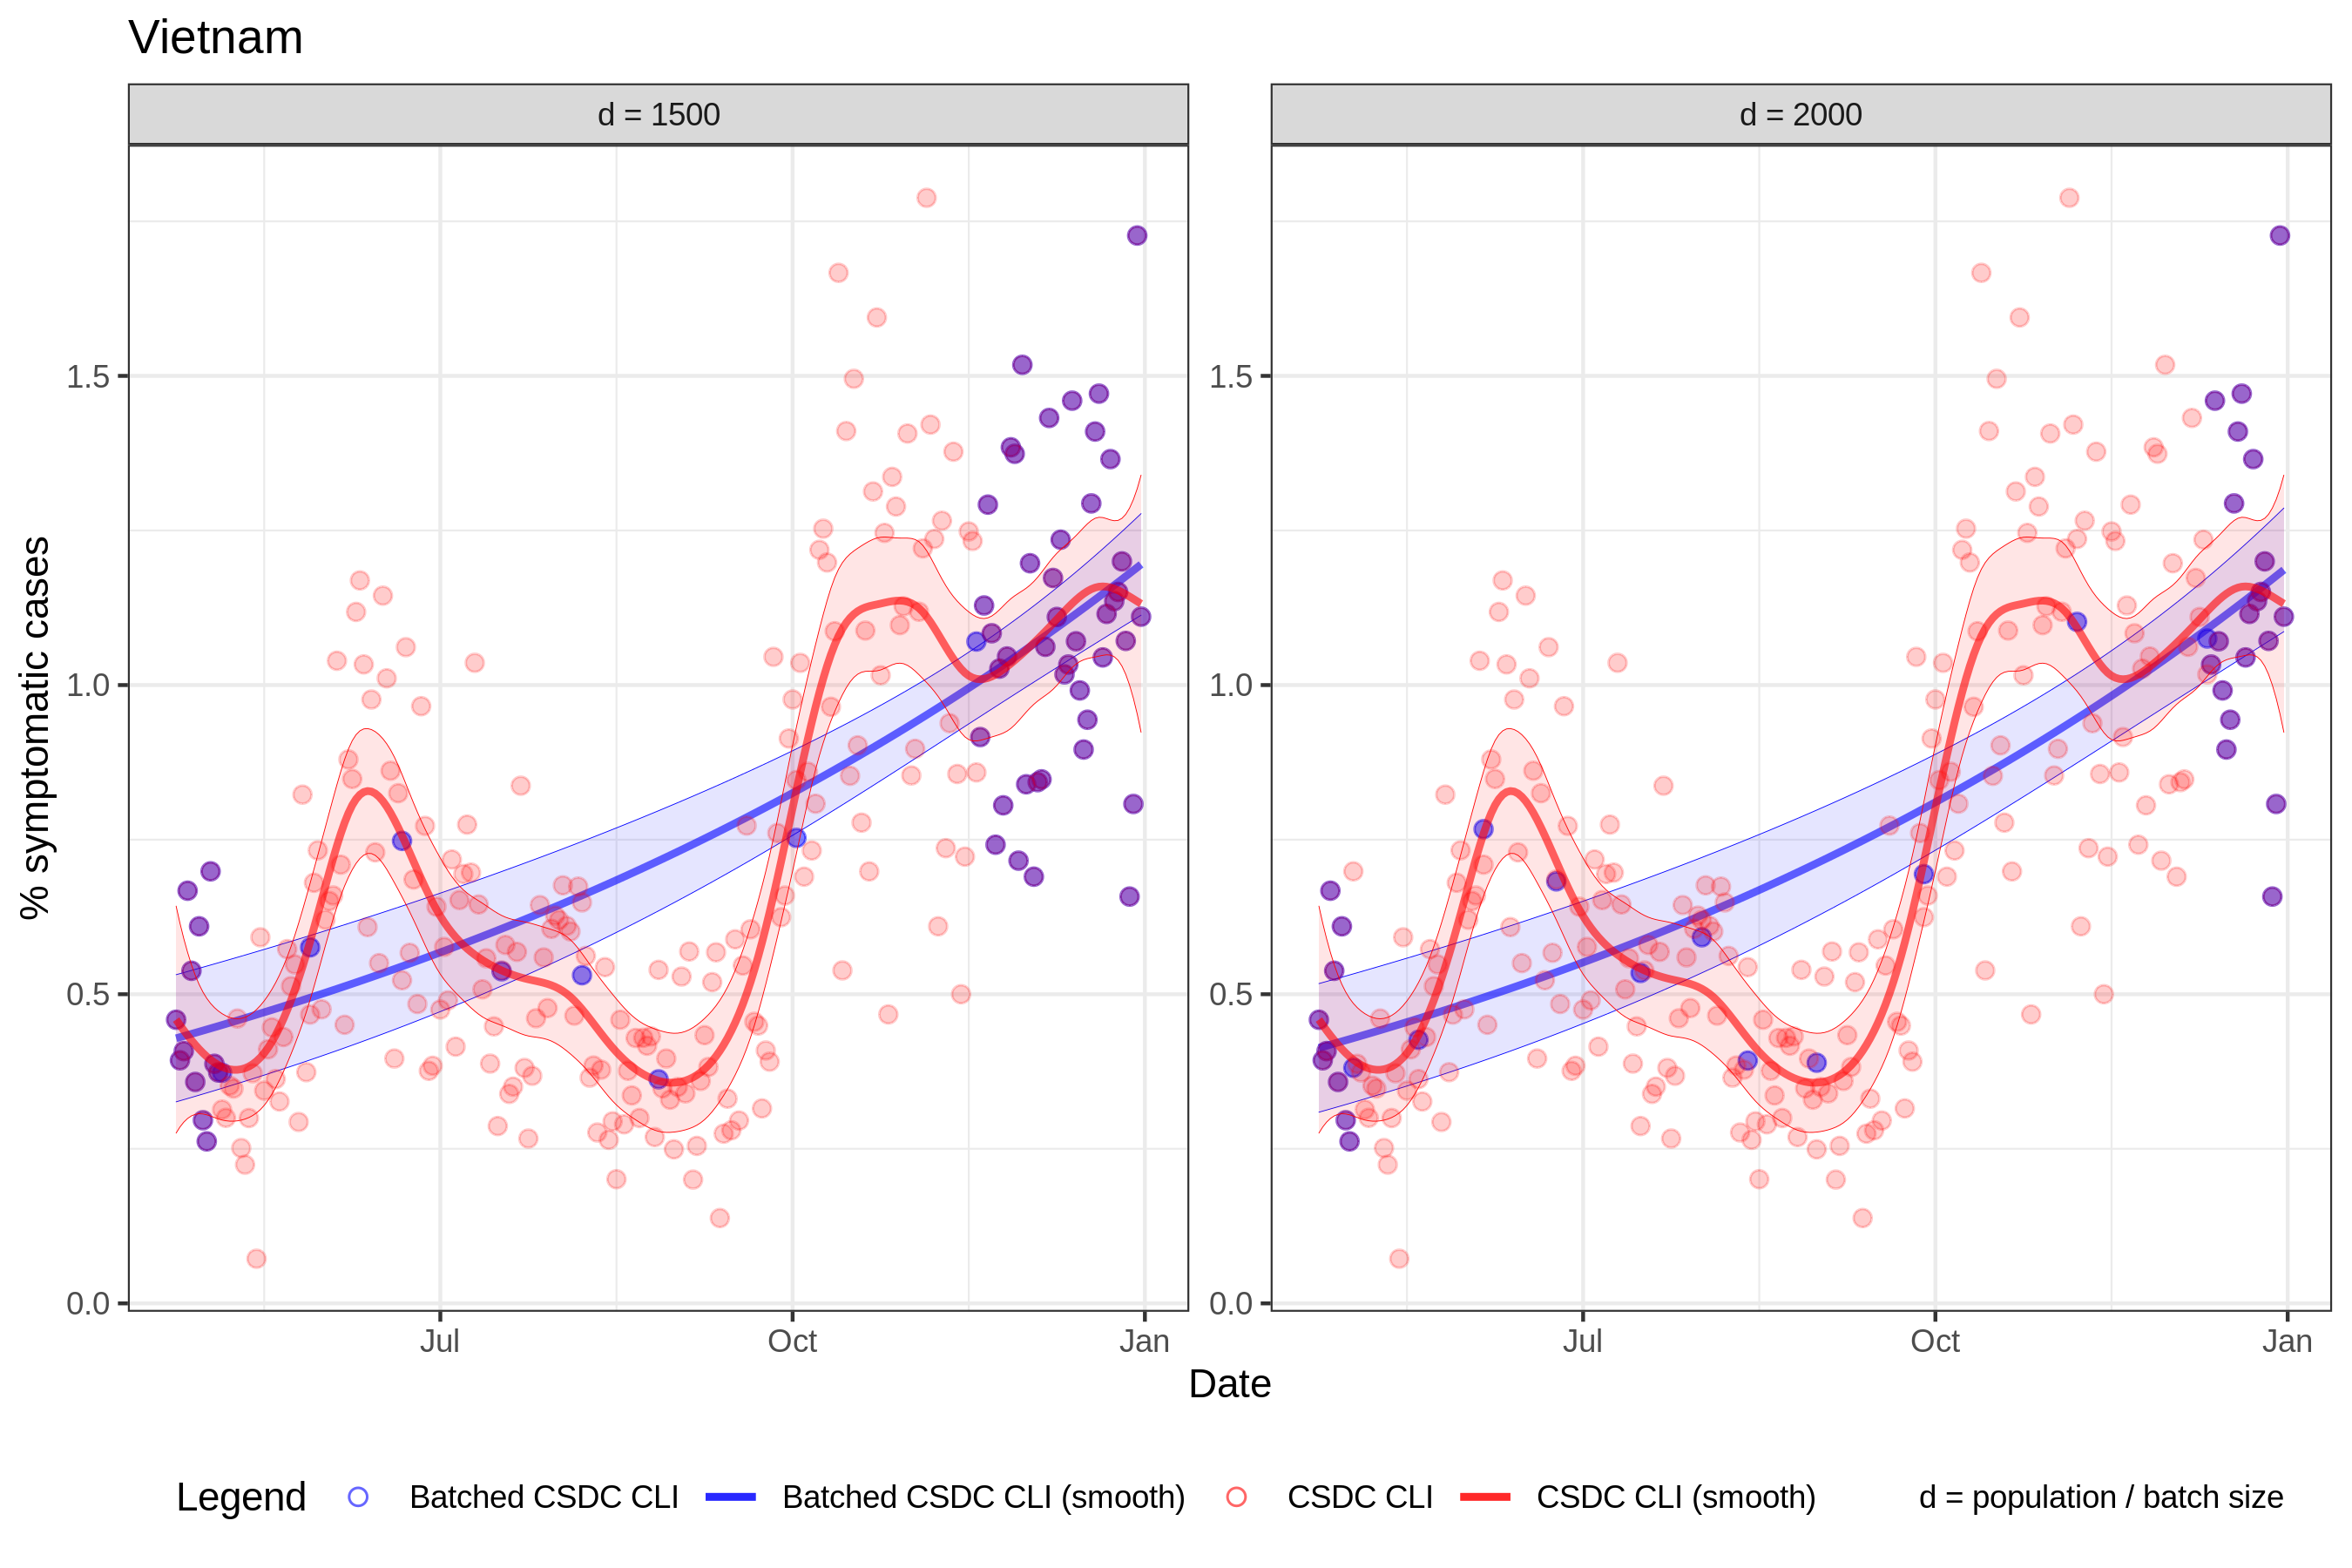 Vietnam
d = 1500
d = 2000
% symptomatic cases
1.5
1.0
0.5
0.0
1.5
1.0
0.5
0.0
Jul Oct Jan
Jul Oct Jan
Date
Legend Batched CSDC CLI Batched CSDC CLI (smooth) CSDC CLI CSDC CLI (smooth) d = population / batch size